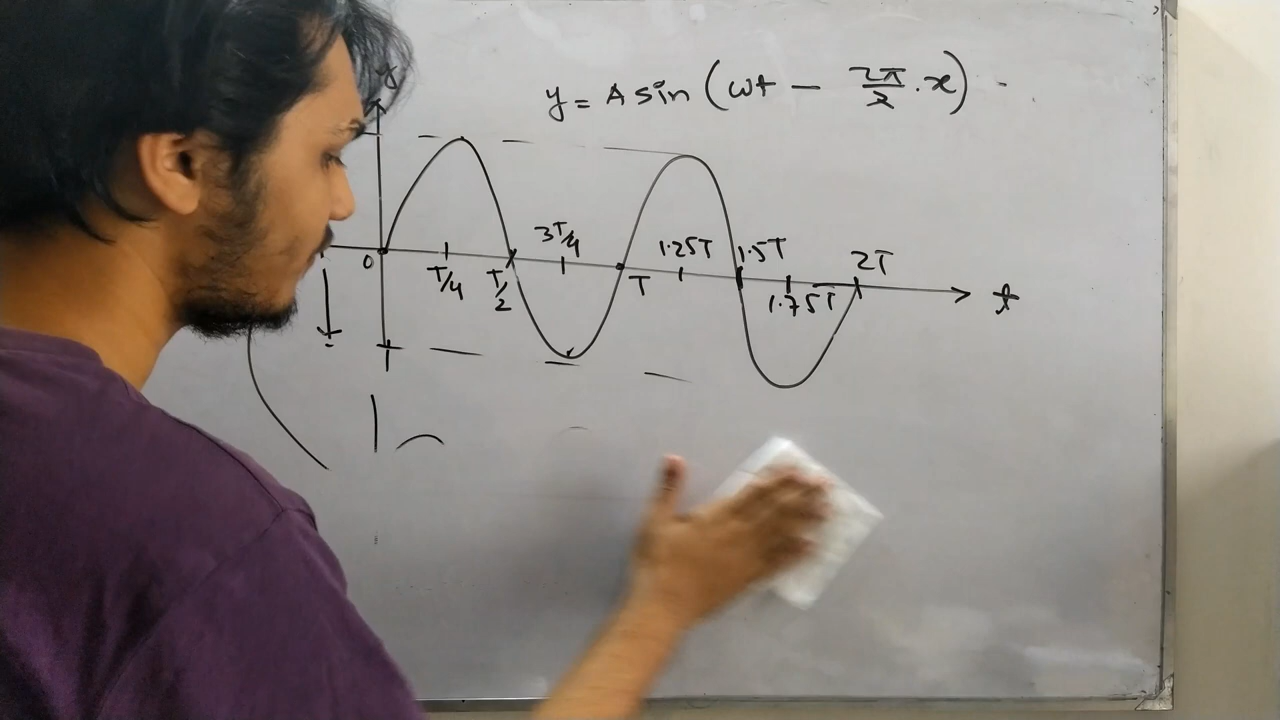 y = A sin (ωt - 2π/λ . x) -
y
3T/4 1.25T 1.5T 2T
0 T/4 T/2 T 1.75T t